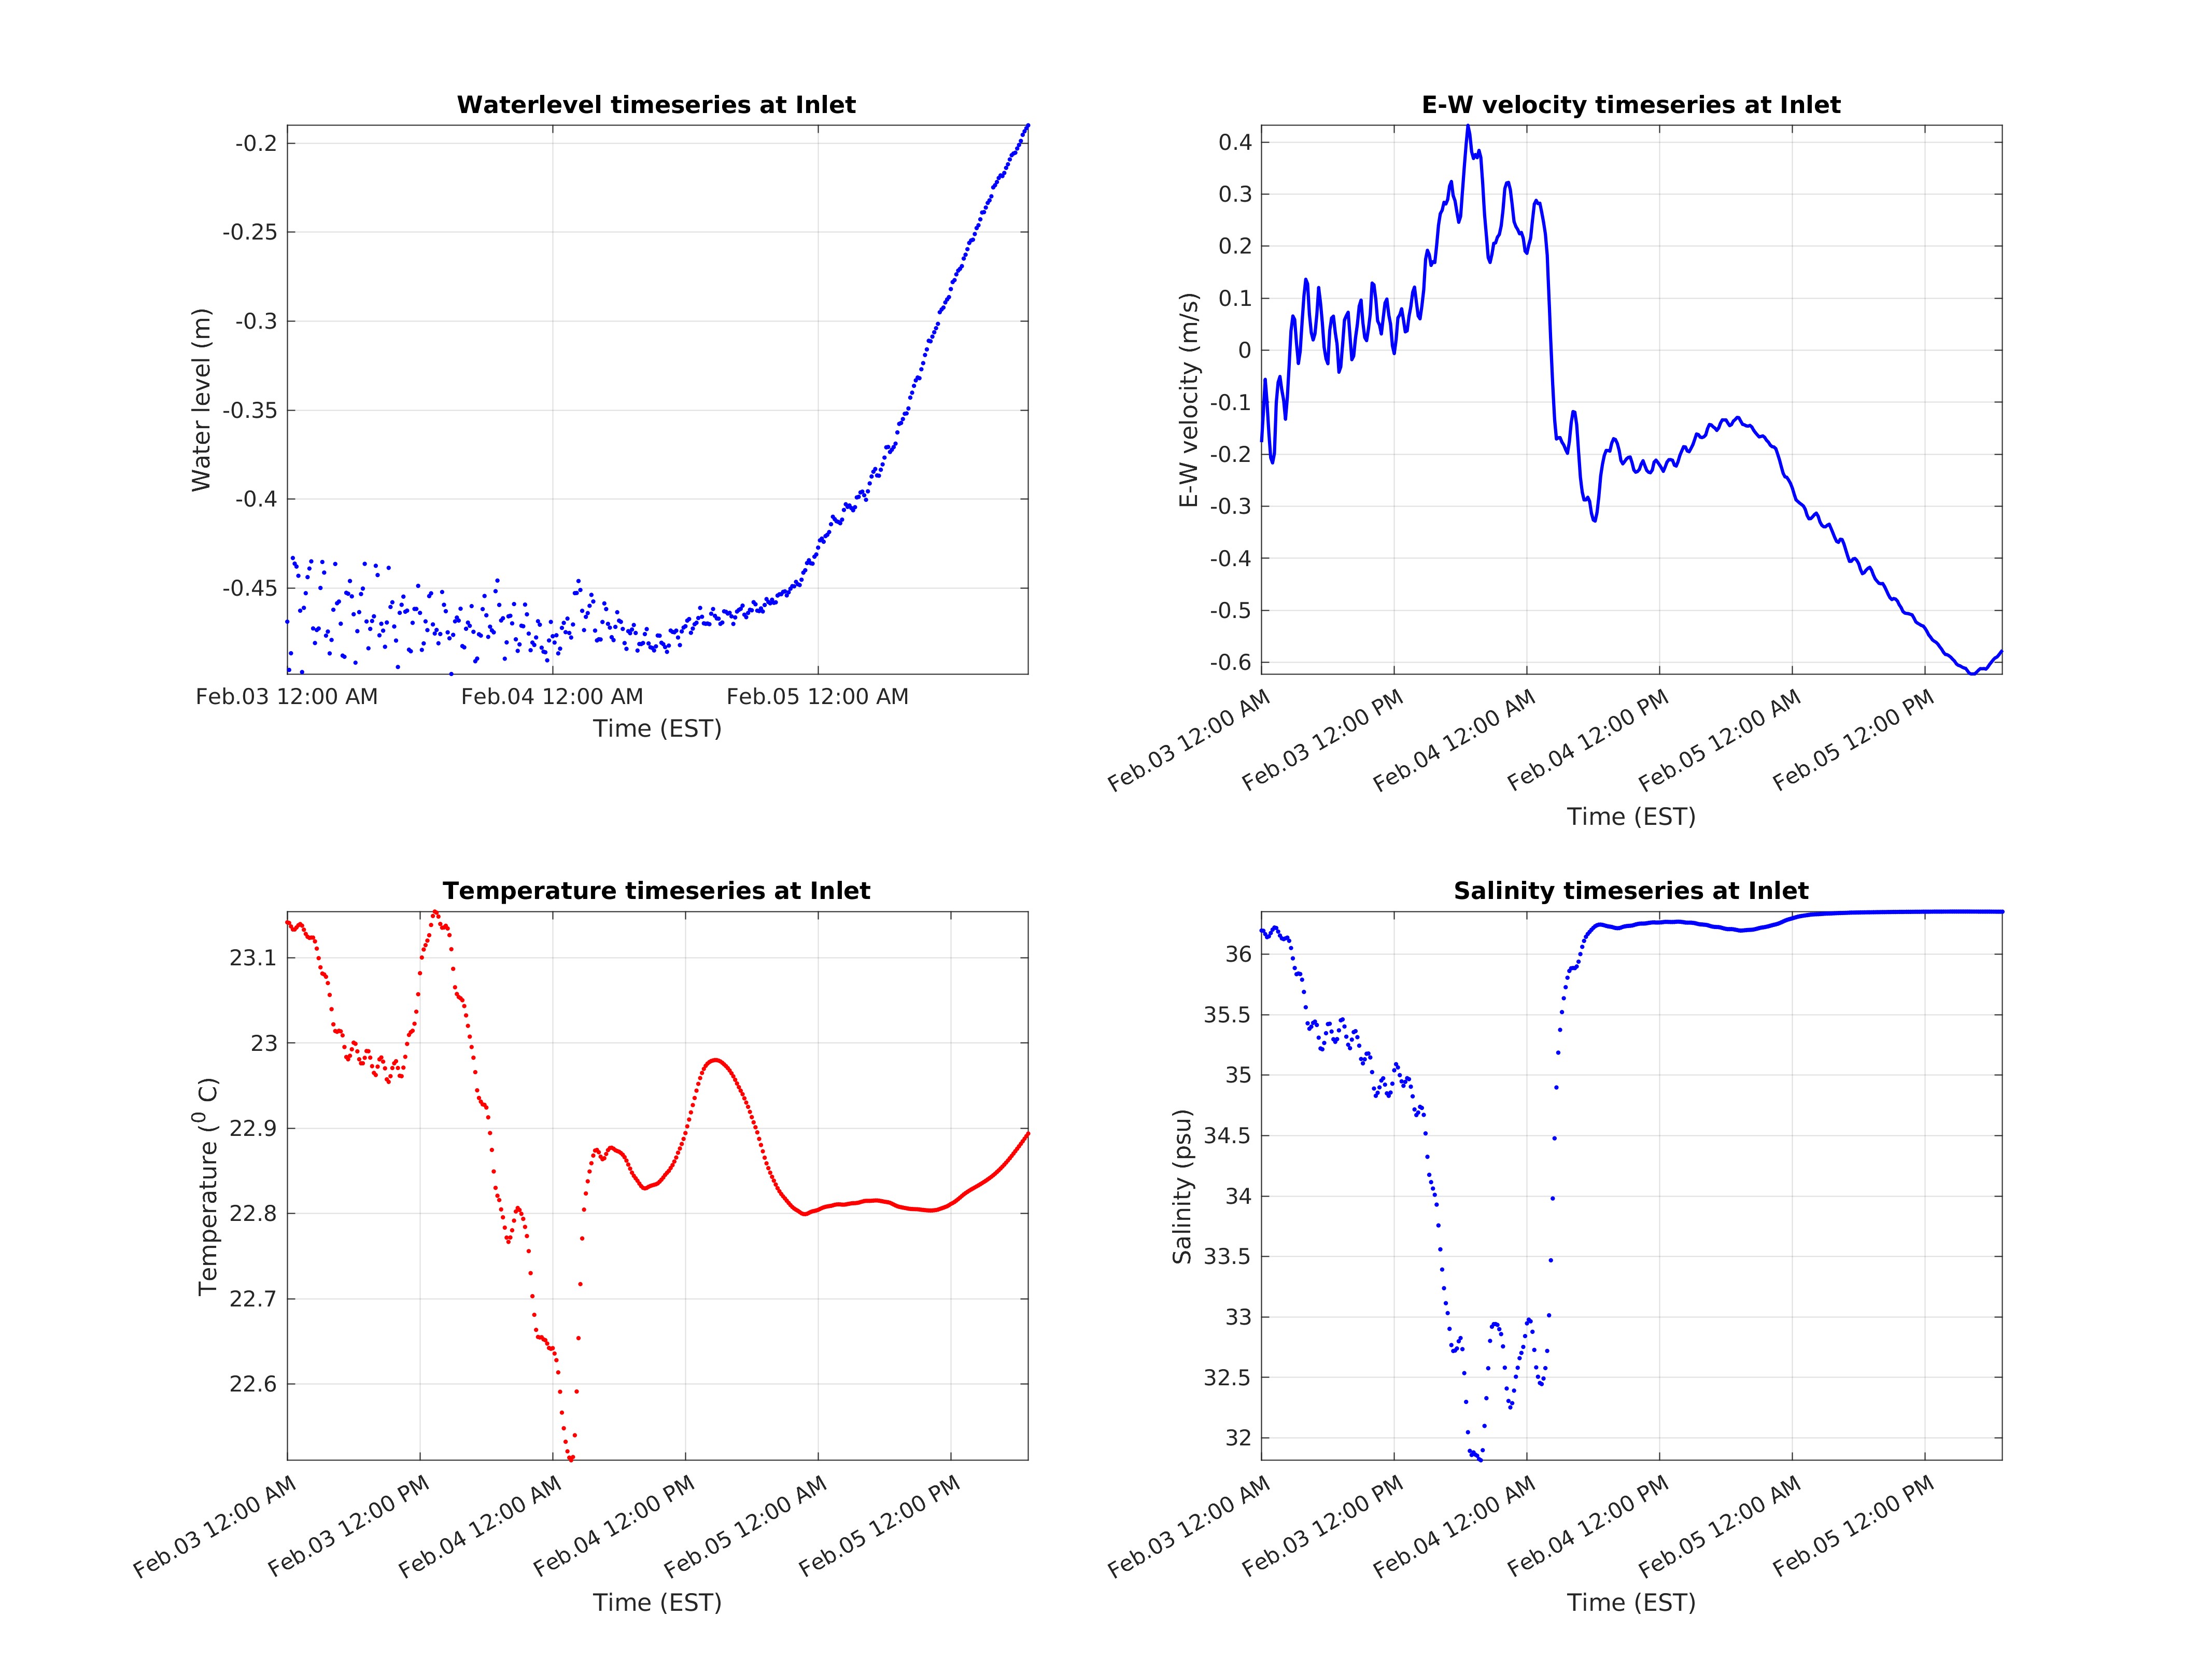 Waterlevel timeseries at Inlet
-0.2
-0.25
-0.3
-0.35
-0.4
-0.45
Water level (m)
Feb.03 12:00 AM
Feb.04 12:00 AM
Feb.05 12:00 AM
Time (EST)
E-W velocity timeseries at Inlet
0.4
0.3
0.2
0.1
0
-0.1
-0.2
-0.3
-0.4
-0.5
-0.6
E-W velocity (m/s)
Feb.03 12:00 AM
Feb.03 12:00 PM
Feb.04 12:00 AM
Feb.04 12:00 PM
Feb.05 12:00 AM
Feb.05 12:00 PM
Time (EST)
Temperature timeseries at Inlet
23.1
23
22.9
22.8
22.7
22.6
Temperature (⁰ C)
Feb.03 12:00 AM
Feb.03 12:00 PM
Feb.04 12:00 AM
Feb.04 12:00 PM
Feb.05 12:00 AM
Feb.05 12:00 PM
Time (EST)
Salinity timeseries at Inlet
36
35.5
35
34.5
34
33.5
33
32.5
32
Salinity (psu)
Feb.03 12:00 AM
Feb.03 12:00 PM
Feb.04 12:00 AM
Feb.04 12:00 PM
Feb.05 12:00 AM
Feb.05 12:00 PM
Time (EST)